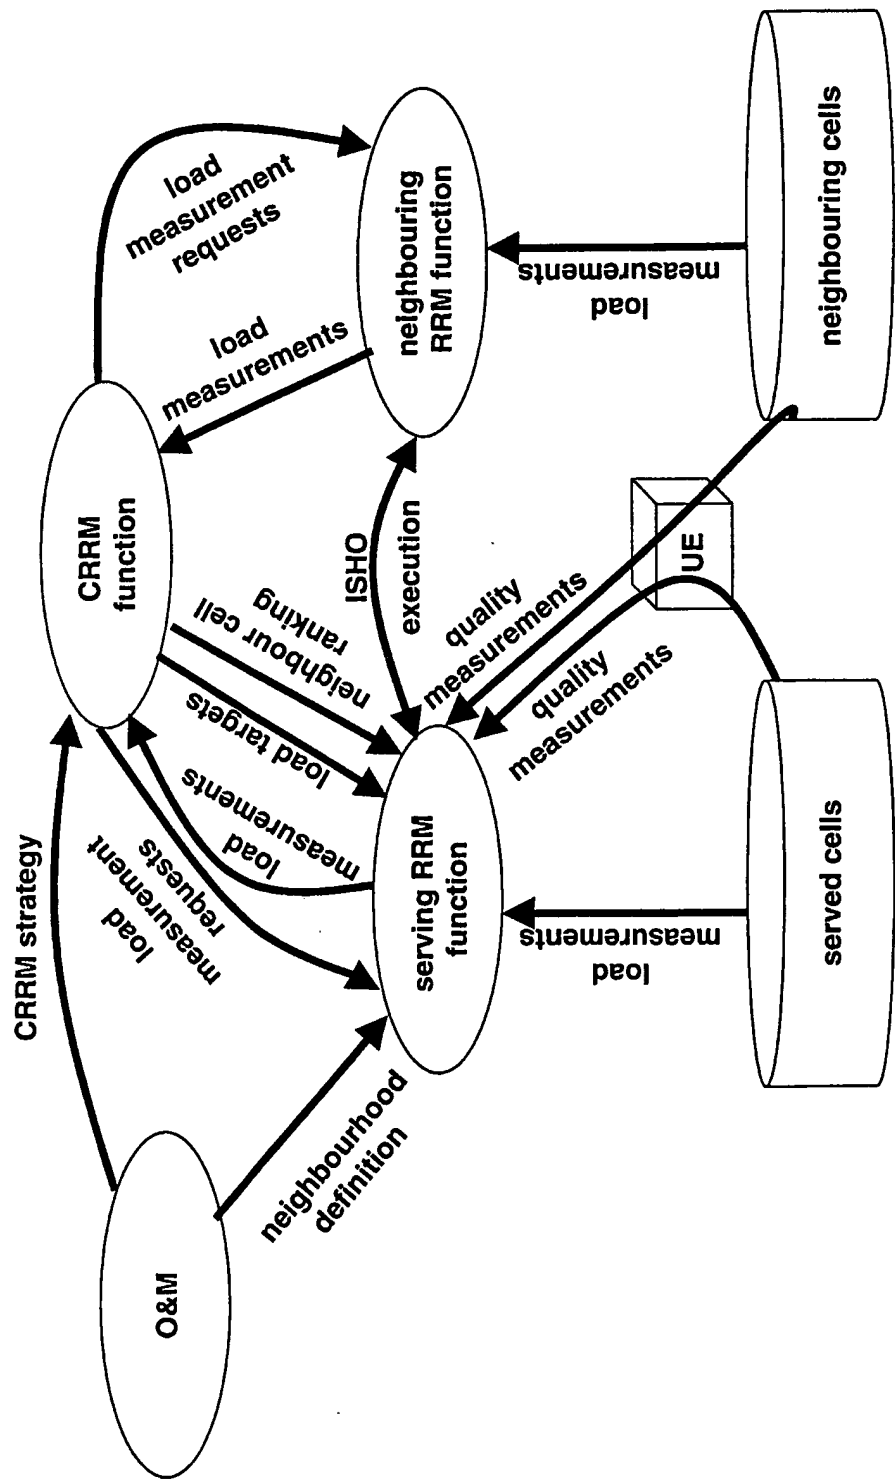 O&M
CRRM strategy
neighbourhood
definition
CRRM
function
load
measurement
requests
load
measurements
load targets
neighbour cell
ranking
load
measurements
load
measurement
requests
serving RRM
function
ISHO
execution
neighbouring
RRM function
quality
measurements
quality
measurements
UE
load
measurements
load
measurements
served cells
neighbouring cells